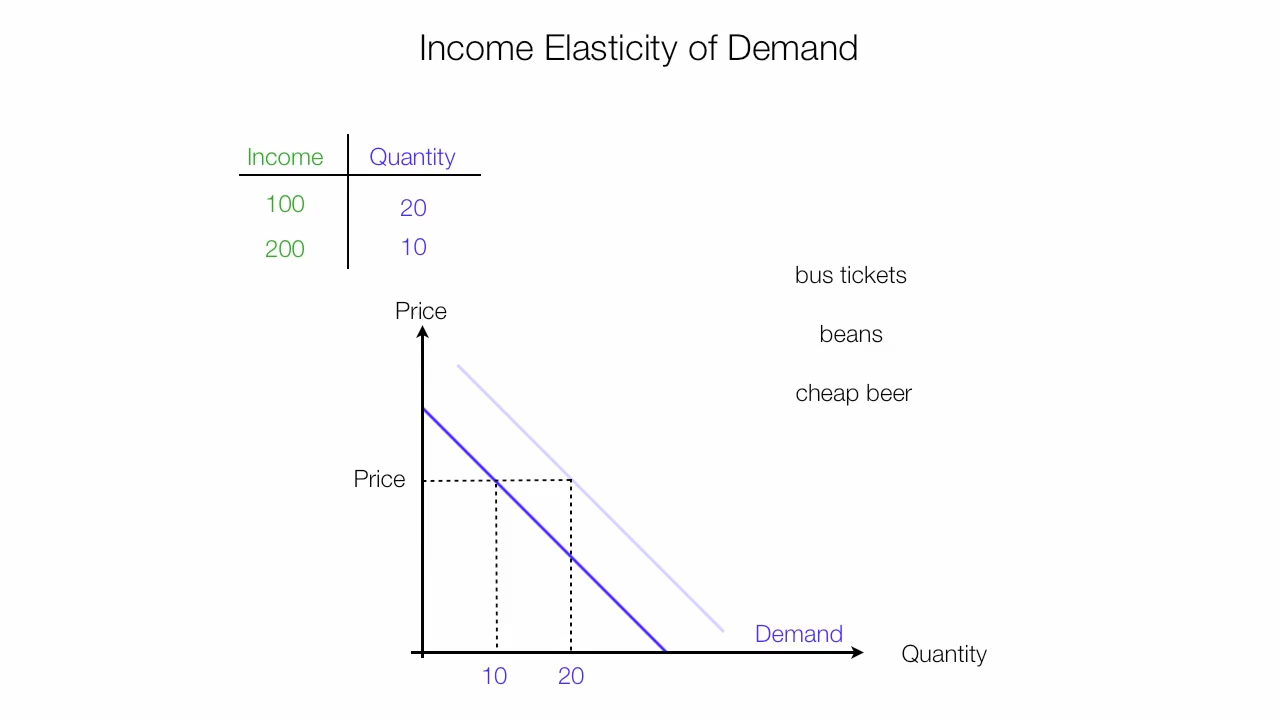 Income Elasticity of Demand
Income Quantity
100 20
200 10
bus tickets
beans
cheap beer
Price
Price
Demand
Quantity
10 20